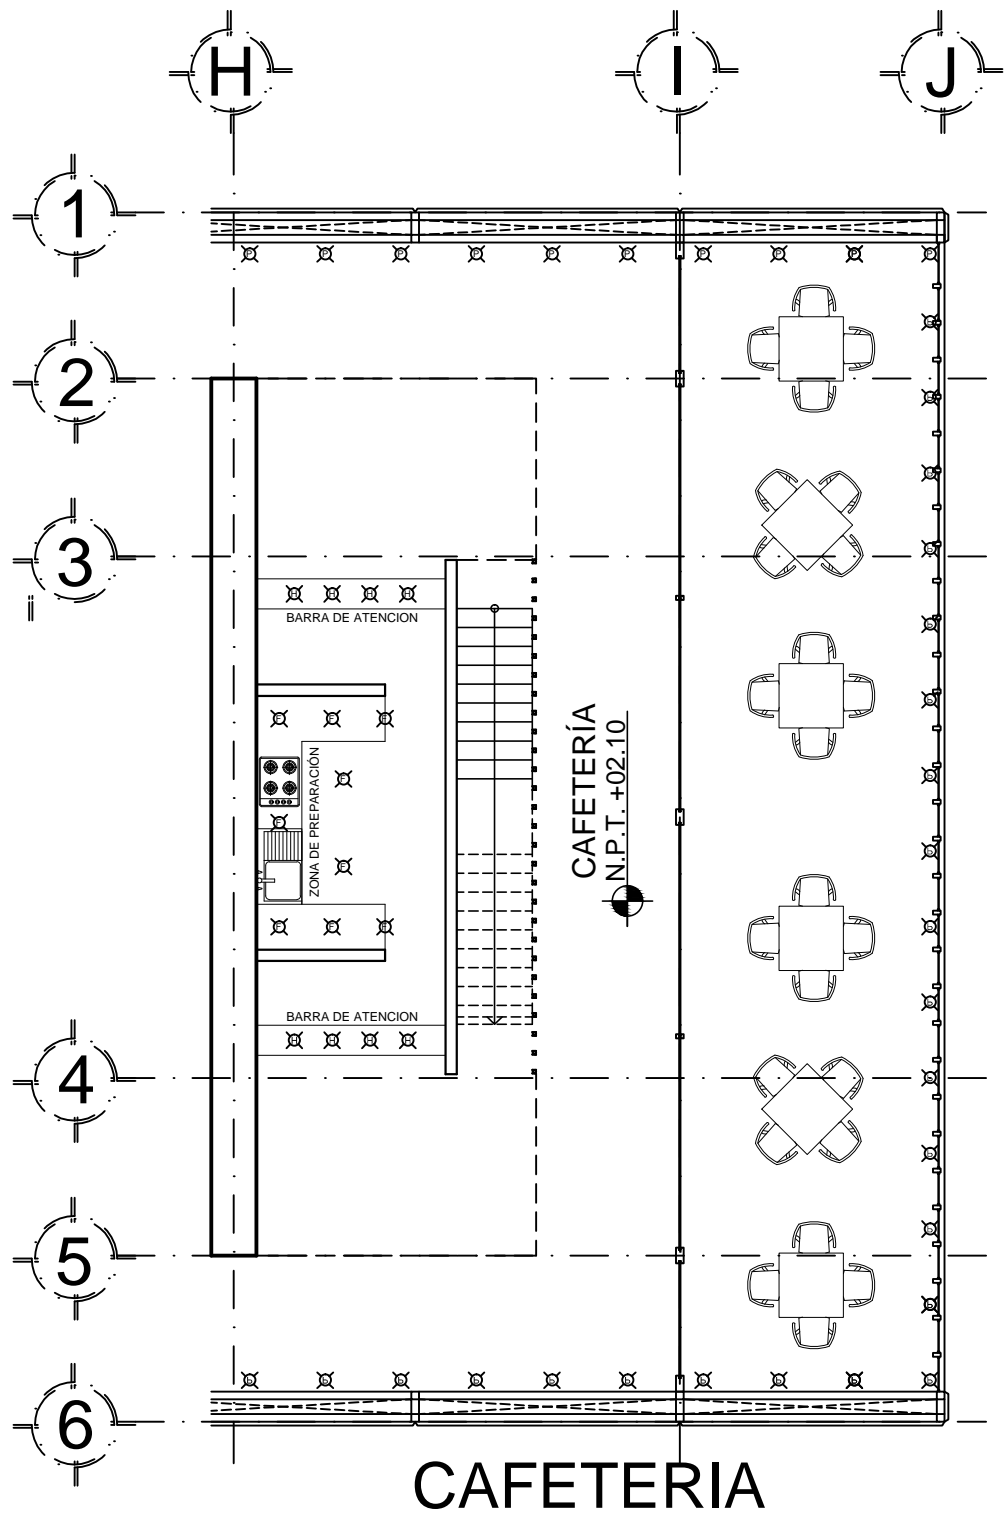 H I J
1
2
3
4
5
6
BARRA DE ATENCION
ZONA DE PREPARACIÓN
BARRA DE ATENCION
CAFETERÍA
N.P.T. +02.10
CAFETERIA